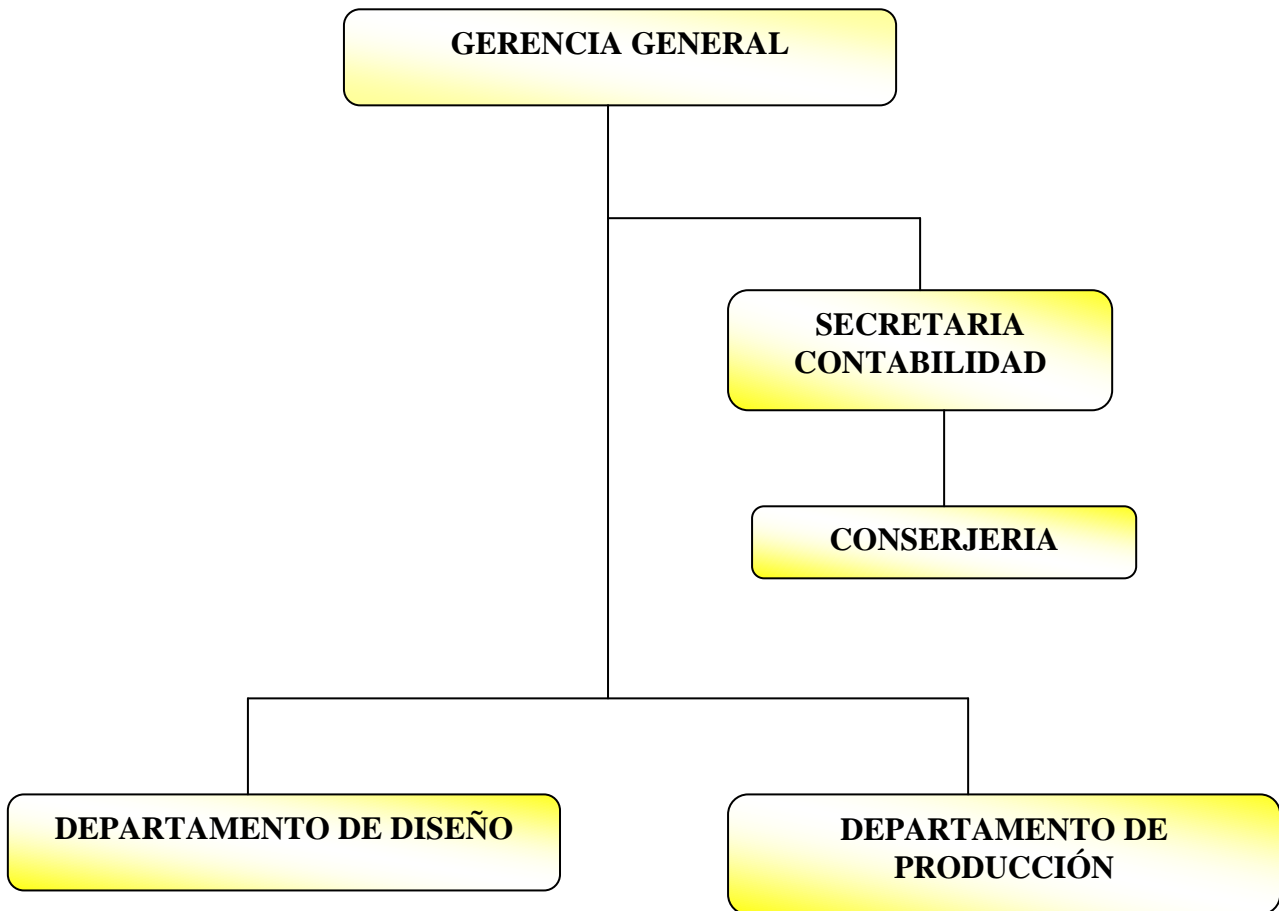 GERENCIA GENERAL
SECRETARIA
CONTABILIDAD
CONSERJERIA
DEPARTAMENTO DE DISEÑO
DEPARTAMENTO DE
PRODUCCIÓN